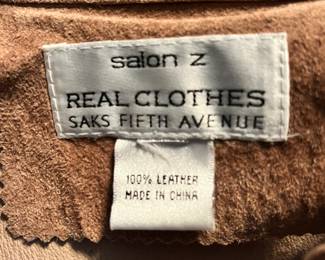 salon z
REAL CLOTHES
SAKS FIFTH AVENUE
100% LEATHER
MADE IN CHINA